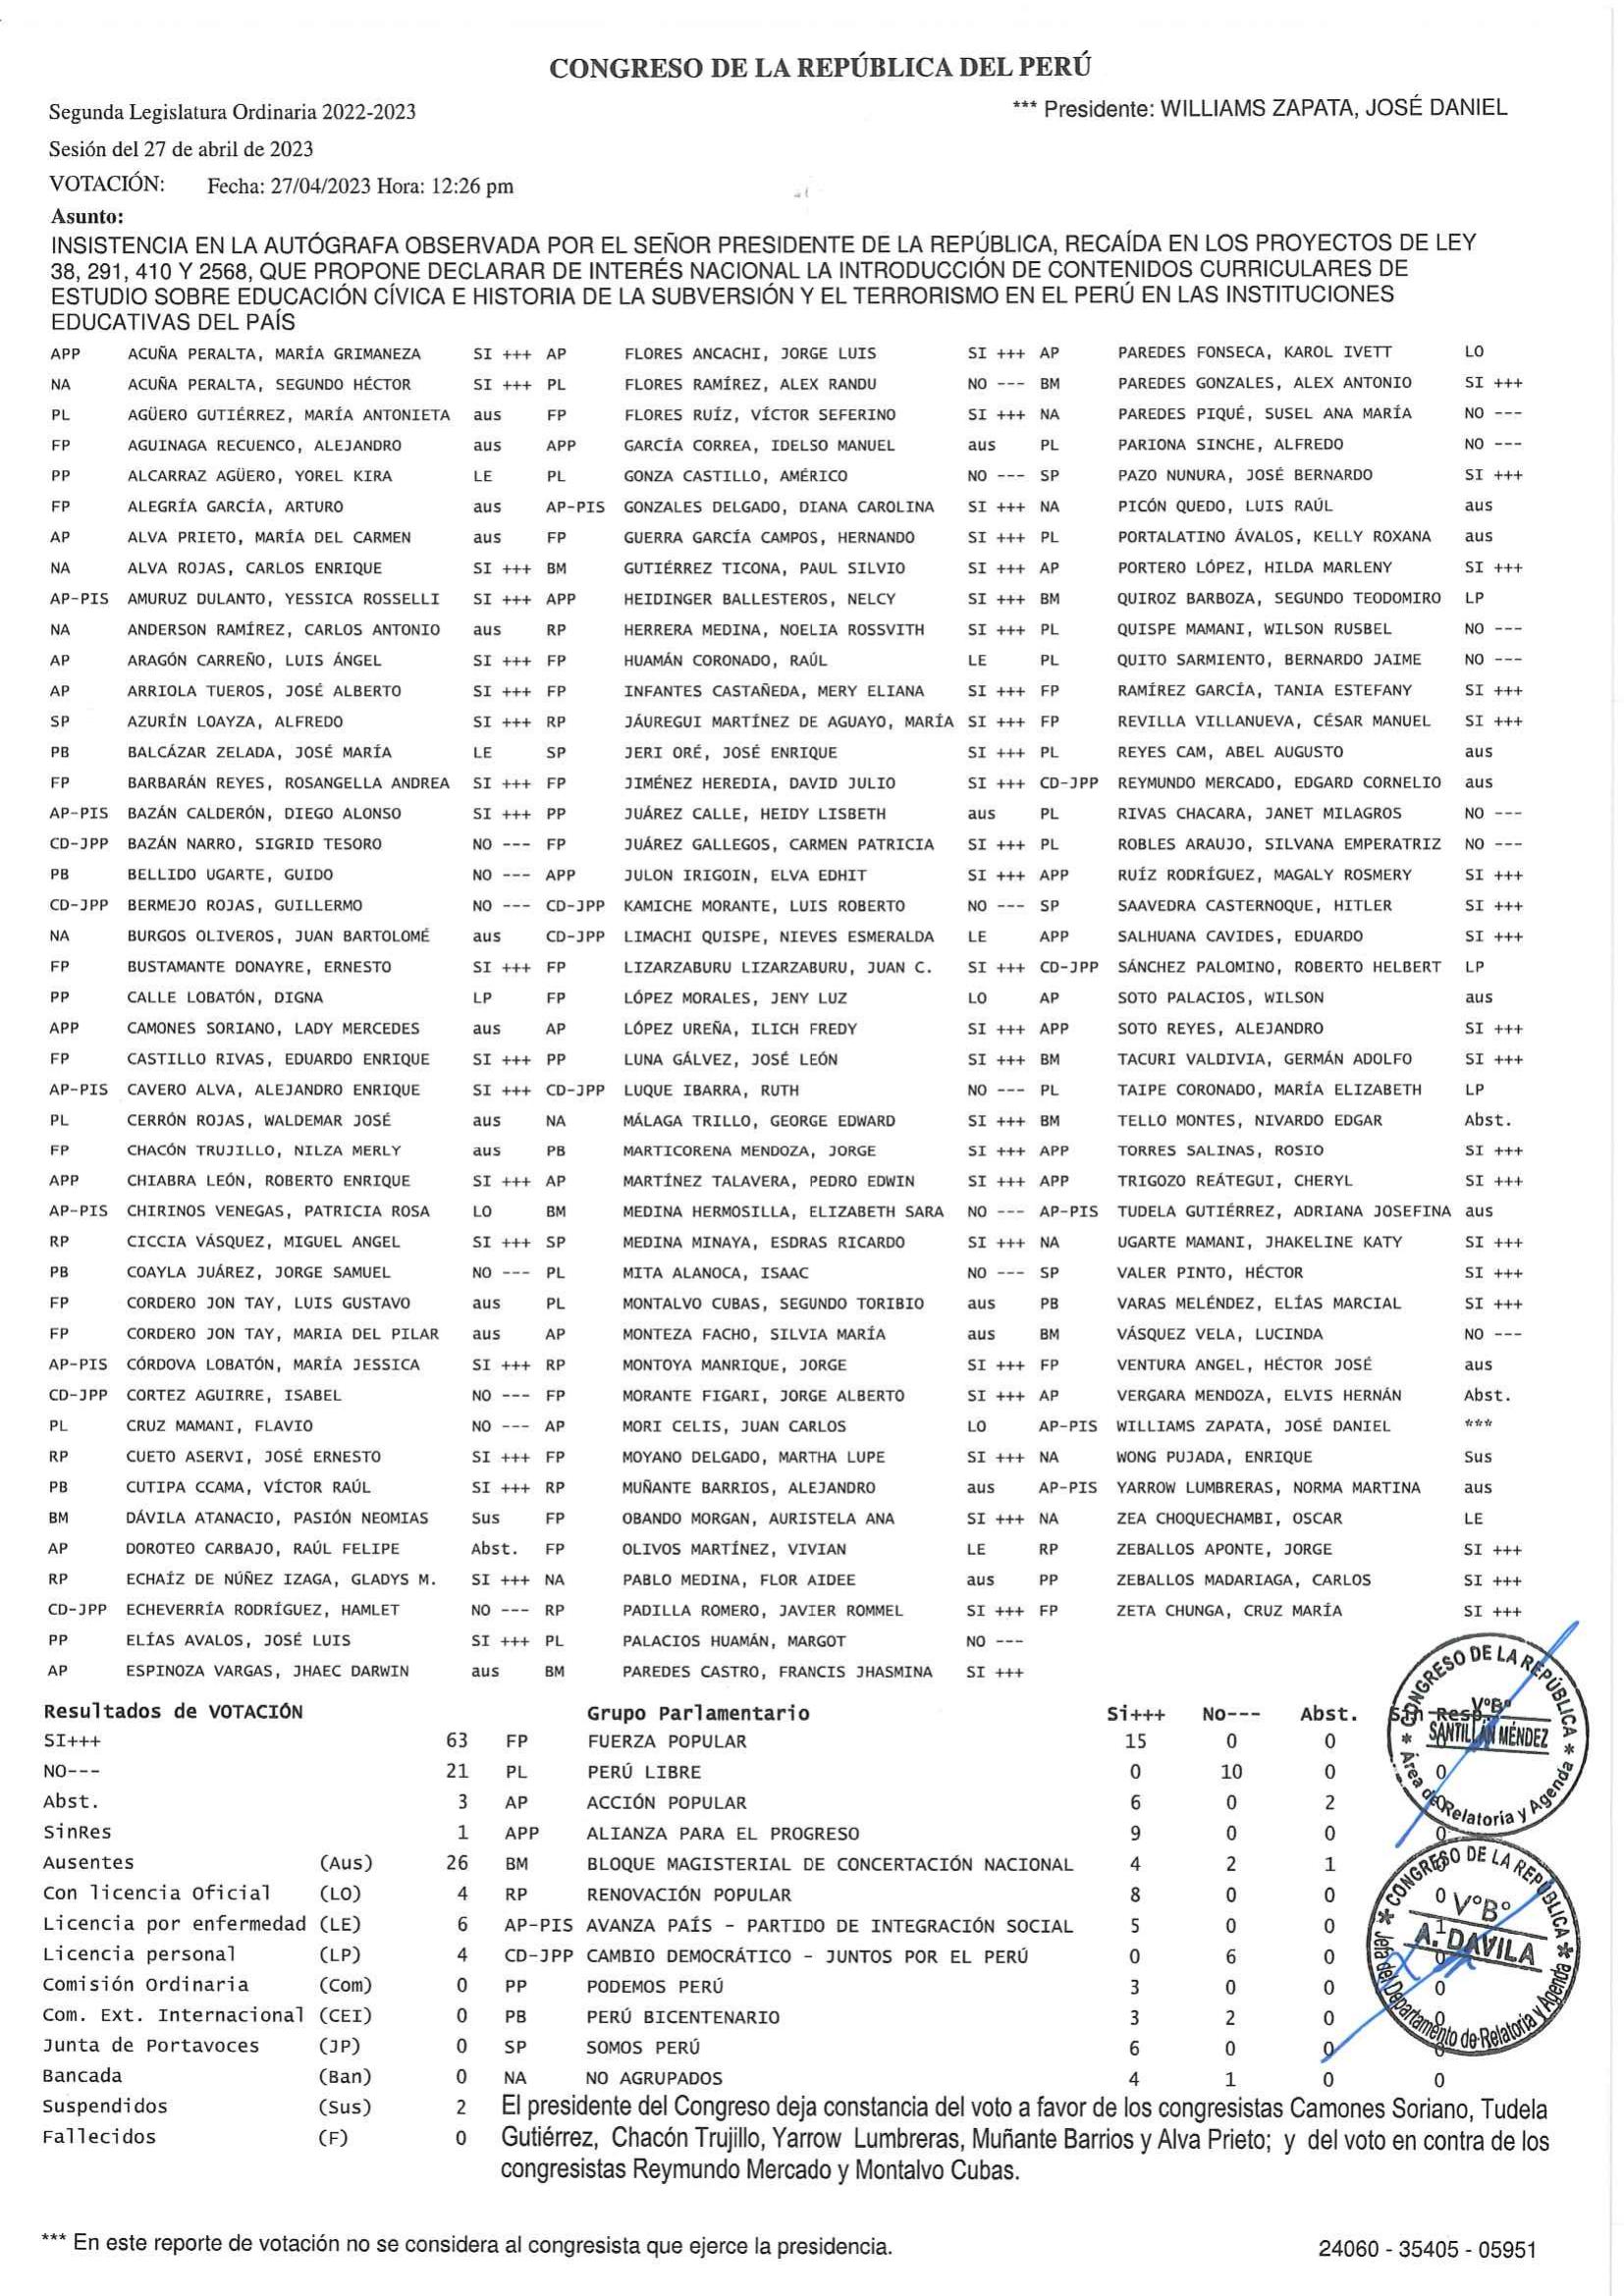 CONGRESO DE LA REPÚBLICA DEL PERÚ
Segunda Legislatura Ordinaria 2022-2023 *** Presidente: WILLIAMS ZAPATA, JOSÉ DANIEL
Sesión del 27 de abril de 2023
VOTACIÓN: Fecha: 27/04/2023 Hora: 12:26 pm
Asunto:
INSISTENCIA EN LA AUTÓGRAFA OBSERVADA POR EL SEÑOR PRESIDENTE DE LA REPÚBLICA, RECAÍDA EN LOS PROYECTOS DE LEY
38, 291, 410 Y 2568, QUE PROPONE DECLARAR DE INTERÉS NACIONAL LA INTRODUCCIÓN DE CONTENIDOS CURRICULARES DE
ESTUDIO SOBRE EDUCACIÓN CÍVICA E HISTORIA DE LA SUBVERSIÓN Y EL TERRORISMO EN EL PERÚ EN LAS INSTITUCIONES
EDUCATIVAS DEL PAÍS
APP ACUÑA PERALTA, MARÍA GRIMANEZA SI +++ AP FLORES ANCACHI, JORGE LUIS SI +++ AP PAREDES FONSECA, KAROL IVETT LO
NA ACUÑA PERALTA, SEGUNDO HÉCTOR SI +++ PL FLORES RAMÍREZ, ALEX RANDU NO --- BM PAREDES GONZALES, ALEX ANTONIO SI +++
PL AGÜERO GUTIÉRREZ, MARÍA ANTONIETA aus FP FLORES RUÍZ, VÍCTOR SEFERINO SI +++ NA PAREDES PIQUÉ, SUSEL ANA MARÍA NO ---
FP AGUINAGA RECUENCO, ALEJANDRO aus APP GARCÍA CORREA, IDELSO MANUEL aus PL PARIONA SINCHE, ALFREDO NO ---
PP ALCARRAZ AGÜERO, YOREL KIRA LE PL GONZA CASTILLO, AMÉRICO NO --- SP PAZO NUNURA, JOSÉ BERNARDO SI +++
FP ALEGRÍA GARCÍA, ARTURO aus AP-PIS GONZALES DELGADO, DIANA CAROLINA SI +++ NA PICÓN QUEDO, LUIS RAÚL aus
AP ALVA PRIETO, MARÍA DEL CARMEN aus FP GUERRA GARCÍA CAMPOS, HERNANDO SI +++ PL PORTALATINO ÁVALOS, KELLY ROXANA aus
NA ALVA ROJAS, CARLOS ENRIQUE SI +++ BM GUTIÉRREZ TICONA, PAUL SILVIO SI +++ AP PORTERO LÓPEZ, HILDA MARLENY SI +++
AP-PIS AMURUZ DULANTO, YESSICA ROSSELLI SI +++ APP HEIDINGER BALLESTEROS, NELCY SI +++ BM QUIROZ BARBOZA, SEGUNDO TEODOMIRO LP
NA ANDERSON RAMÍREZ, CARLOS ANTONIO aus RP HERRERA MEDINA, NOELIA ROSSVITH SI +++ PL QUISPE MAMANI, WILSON RUSBEL NO ---
AP ARAGÓN CARREÑO, LUIS ÁNGEL SI +++ FP HUAMÁN CORONADO, RAÚL LE PL QUITO SARMIENTO, BERNARDO JAIME NO ---
AP ARRIOLA TUEROS, JOSÉ ALBERTO SI +++ FP INFANTES CASTAÑEDA, MERY ELIANA SI +++ FP RAMÍREZ GARCÍA, TANIA ESTEFANY SI +++
SP AZURÍN LOAYZA, ALFREDO SI +++ RP JÁUREGUI MARTÍNEZ DE AGUAYO, MARÍA SI +++ FP REVILLA VILLANUEVA, CÉSAR MANUEL SI +++
PB BALCÁZAR ZELADA, JOSÉ MARÍA LE SP JERI ORÉ, JOSÉ ENRIQUE SI +++ PL REYES CAM, ABEL AUGUSTO aus
FP BARBARÁN REYES, ROSANGELLA ANDREA SI +++ FP JIMÉNEZ HEREDIA, DAVID JULIO SI +++ CD-JPP REYMUNDO MERCADO, EDGARD CORNELIO aus
AP-PIS BAZÁN CALDERÓN, DIEGO ALONSO SI +++ PP JUÁREZ CALLE, HEIDY LISBETH aus PL RIVAS CHACARA, JANET MILAGROS NO ---
CD-JPP BAZÁN NARRO, SIGRID TESORO NO --- FP JUÁREZ GALLEGOS, CARMEN PATRICIA SI +++ PL ROBLES ARAUJO, SILVANA EMPERATRIZ NO ---
PB BELLIDO UGARTE, GUIDO NO --- APP JULON IRIGOIN, ELVA EDHIT SI +++ APP RUÍZ RODRÍGUEZ, MAGALY ROSMERY SI +++
CD-JPP BERMEJO ROJAS, GUILLERMO NO --- CD-JPP KAMICHE MORANTE, LUIS ROBERTO NO --- SP SAAVEDRA CASTERNOQUE, HITLER SI +++
NA BURGOS OLIVEROS, JUAN BARTOLOMÉ aus CD-JPP LIMACHI QUISPE, NIEVES ESMERALDA LE APP SALHUANA CAVIDES, EDUARDO SI +++
FP BUSTAMANTE DONAYRE, ERNESTO SI +++ FP LIZARZABURU LIZARZABURU, JUAN C. SI +++ CD-JPP SÁNCHEZ PALOMINO, ROBERTO HELBERT LP
PP CALLE LOBATÓN, DIGNA LP FP LÓPEZ MORALES, JENY LUZ LO AP SOTO PALACIOS, WILSON aus
APP CAMONES SORIANO, LADY MERCEDES aus AP LÓPEZ UREÑA, ILICH FREDY SI +++ APP SOTO REYES, ALEJANDRO SI +++
FP CASTILLO RIVAS, EDUARDO ENRIQUE SI +++ PP LUNA GÁLVEZ, JOSÉ LEÓN SI +++ BM TACURI VALDIVIA, GERMÁN ADOLFO SI +++
AP-PIS CAVERO ALVA, ALEJANDRO ENRIQUE SI +++ CD-JPP LUQUE IBARRA, RUTH NO --- PL TAIPE CORONADO, MARÍA ELIZABETH LP
PL CERRÓN ROJAS, WALDEMAR JOSÉ aus NA MÁLAGA TRILLO, GEORGE EDWARD SI +++ BM TELLO MONTES, NIVARDO EDGAR Abst.
FP CHACÓN TRUJILLO, NILZA MERLY aus PB MARTICORENA MENDOZA, JORGE SI +++ APP TORRES SALINAS, ROSIO SI +++
APP CHIABRA LEÓN, ROBERTO ENRIQUE SI +++ AP MARTÍNEZ TALAVERA, PEDRO EDWIN SI +++ APP TRIGOZO REÁTEGUI, CHERYL SI +++
AP-PIS CHIRINOS VENEGAS, PATRICIA ROSA LO BM MEDINA HERMOSILLA, ELIZABETH SARA NO --- AP-PIS TUDELA GUTIÉRREZ, ADRIANA JOSEFINA aus
RP CICCIA VÁSQUEZ, MIGUEL ANGEL SI +++ SP MEDINA MINAYA, ESDRAS RICARDO SI +++ NA UGARTE MAMANI, JHAKELINE KATY SI +++
PB COAYLA JUÁREZ, JORGE SAMUEL NO --- PL MITA ALANOCA, ISAAC NO --- SP VALER PINTO, HÉCTOR SI +++
FP CORDERO JON TAY, LUIS GUSTAVO aus PL MONTALVO CUBAS, SEGUNDO TORIBIO aus PB VARAS MELÉNDEZ, ELÍAS MARCIAL SI +++
FP CORDERO JON TAY, MARIA DEL PILAR aus AP MONTEZA FACHO, SILVIA MARÍA aus BM VÁSQUEZ VELA, LUCINDA NO ---
AP-PIS CÓRDOVA LOBATÓN, MARÍA JESSICA SI +++ RP MONTOYA MANRIQUE, JORGE SI +++ FP VENTURA ANGEL, HÉCTOR JOSÉ aus
CD-JPP CORTEZ AGUIRRE, ISABEL NO --- FP MORANTE FIGARI, JORGE ALBERTO SI +++ AP VERGARA MENDOZA, ELVIS HERNÁN Abst.
PL CRUZ MAMANI, FLAVIO NO --- AP MORI CELIS, JUAN CARLOS LO AP-PIS WILLIAMS ZAPATA, JOSÉ DANIEL ***
RP CUETO ASERVI, JOSÉ ERNESTO SI +++ FP MOYANO DELGADO, MARTHA LUPE SI +++ NA WONG PUJADA, ENRIQUE Sus
PB CUTIPA CCAMA, VÍCTOR RAÚL SI +++ RP MUÑANTE BARRIOS, ALEJANDRO aus AP-PIS YARROW LUMBRERAS, NORMA MARTINA aus
BM DÁVILA ATANACIO, PASIÓN NEOMIAS Sus FP OBANDO MORGAN, AURISTELA ANA SI +++ NA ZEA CHOQUECHAMBI, OSCAR LE
AP DOROTEO CARBAJO, RAÚL FELIPE Abst. FP OLIVOS MARTÍNEZ, VIVIAN LE RP ZEBALLOS APONTE, JORGE SI +++
RP ECHAÍZ DE NÚÑEZ IZAGA, GLADYS M. SI +++ NA PABLO MEDINA, FLOR AIDEE aus PP ZEBALLOS MADARIAGA, CARLOS SI +++
CD-JPP ECHEVERRÍA RODRÍGUEZ, HAMLET NO --- RP PADILLA ROMERO, JAVIER ROMMEL SI +++ FP ZETA CHUNGA, CRUZ MARÍA SI +++
PP ELÍAS AVALOS, JOSÉ LUIS SI +++ PL PALACIOS HUAMÁN, MARGOT NO ---
AP ESPINOZA VARGAS, JHAEC DARWIN aus BM PAREDES CASTRO, FRANCIS JHASMINA SI +++
Resultados de VOTACIÓN Grupo Parlamentario Si+++ No--- Abst. Sin Resp.
SI+++ 63 FP FUERZA POPULAR 15 0 0
NO--- 21 PL PERÚ LIBRE 0 10 0 0
Abst. 3 AP ACCIÓN POPULAR 6 0 2 0
SinRes 1 APP ALIANZA PARA EL PROGRESO 9 0 0 0
Ausentes (Aus) 26 BM BLOQUE MAGISTERIAL DE CONCERTACIÓN NACIONAL 4 2 1 0
Con licencia Oficial (LO) 4 RP RENOVACIÓN POPULAR 8 0 0 0
Licencia por enfermedad (LE) 6 AP-PIS AVANZA PAÍS - PARTIDO DE INTEGRACIÓN SOCIAL 5 0 0 1
Licencia personal (LP) 4 CD-JPP CAMBIO DEMOCRÁTICO - JUNTOS POR EL PERÚ 0 6 0 0
Comisión Ordinaria (Com) 0 PP PODEMOS PERÚ 3 0 0 0
Com. Ext. Internacional (CEI) 0 PB PERÚ BICENTENARIO 3 2 0 0
Junta de Portavoces (JP) 0 SP SOMOS PERÚ 6 0 0 0
Bancada (Ban) 0 NA NO AGRUPADOS 4 1 0 0
Suspendidos (Sus) 2
Fallecidos (F) 0
El presidente del Congreso deja constancia del voto a favor de los congresistas Camones Soriano, Tudela
Gutiérrez, Chacón Trujillo, Yarrow Lumbreras, Muñante Barrios y Alva Prieto; y del voto en contra de los
congresistas Reymundo Mercado y Montalvo Cubas.
CONGRESO DE LA REPÚBLICA
V°B°
SANTILLÁN MÉNDEZ
Área de Relatoría y Agenda
CONGRESO DE LA REPÚBLICA
V°B°
A. DAVILA
Jefa del Departamento de Relatoría y Agenda
*** En este reporte de votación no se considera al congresista que ejerce la presidencia. 24060 - 35405 - 05951